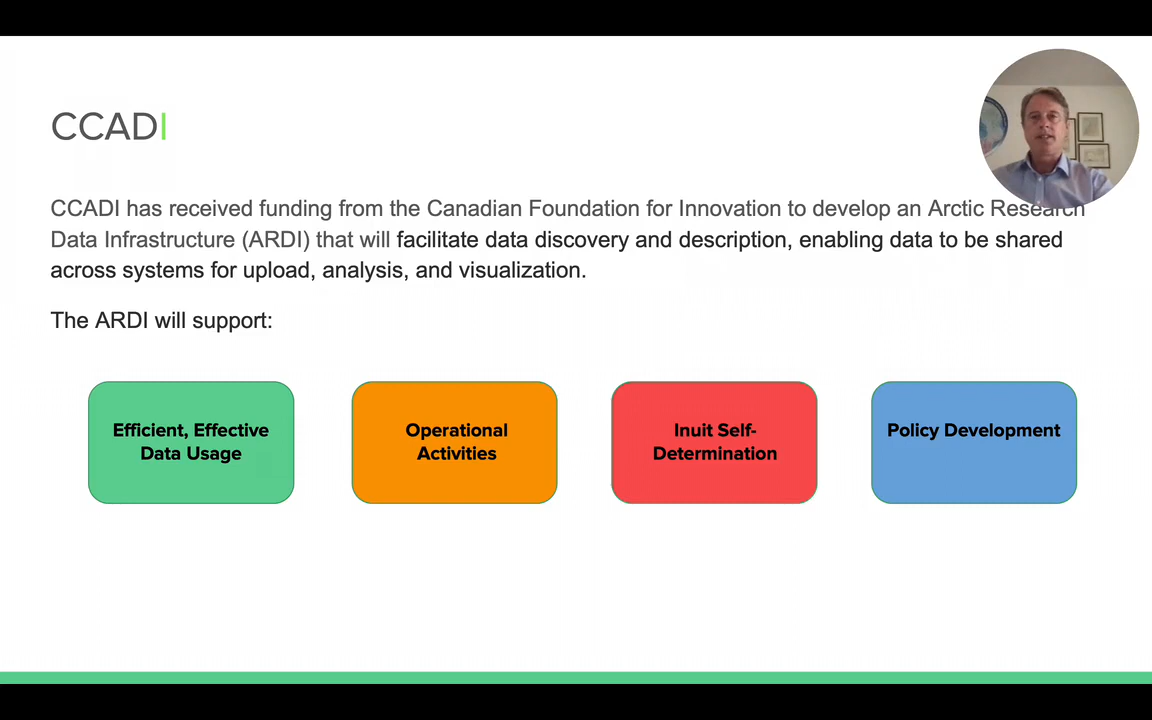 CCADI
CCADI has received funding from the Canadian Foundation for Innovation to develop an Arctic Research
Data Infrastructure (ARDI) that will facilitate data discovery and description, enabling data to be shared
across systems for upload, analysis, and visualization.
The ARDI will support:
Efficient, Effective
Data Usage
Operational
Activities
Inuit Self-
Determination
Policy Development